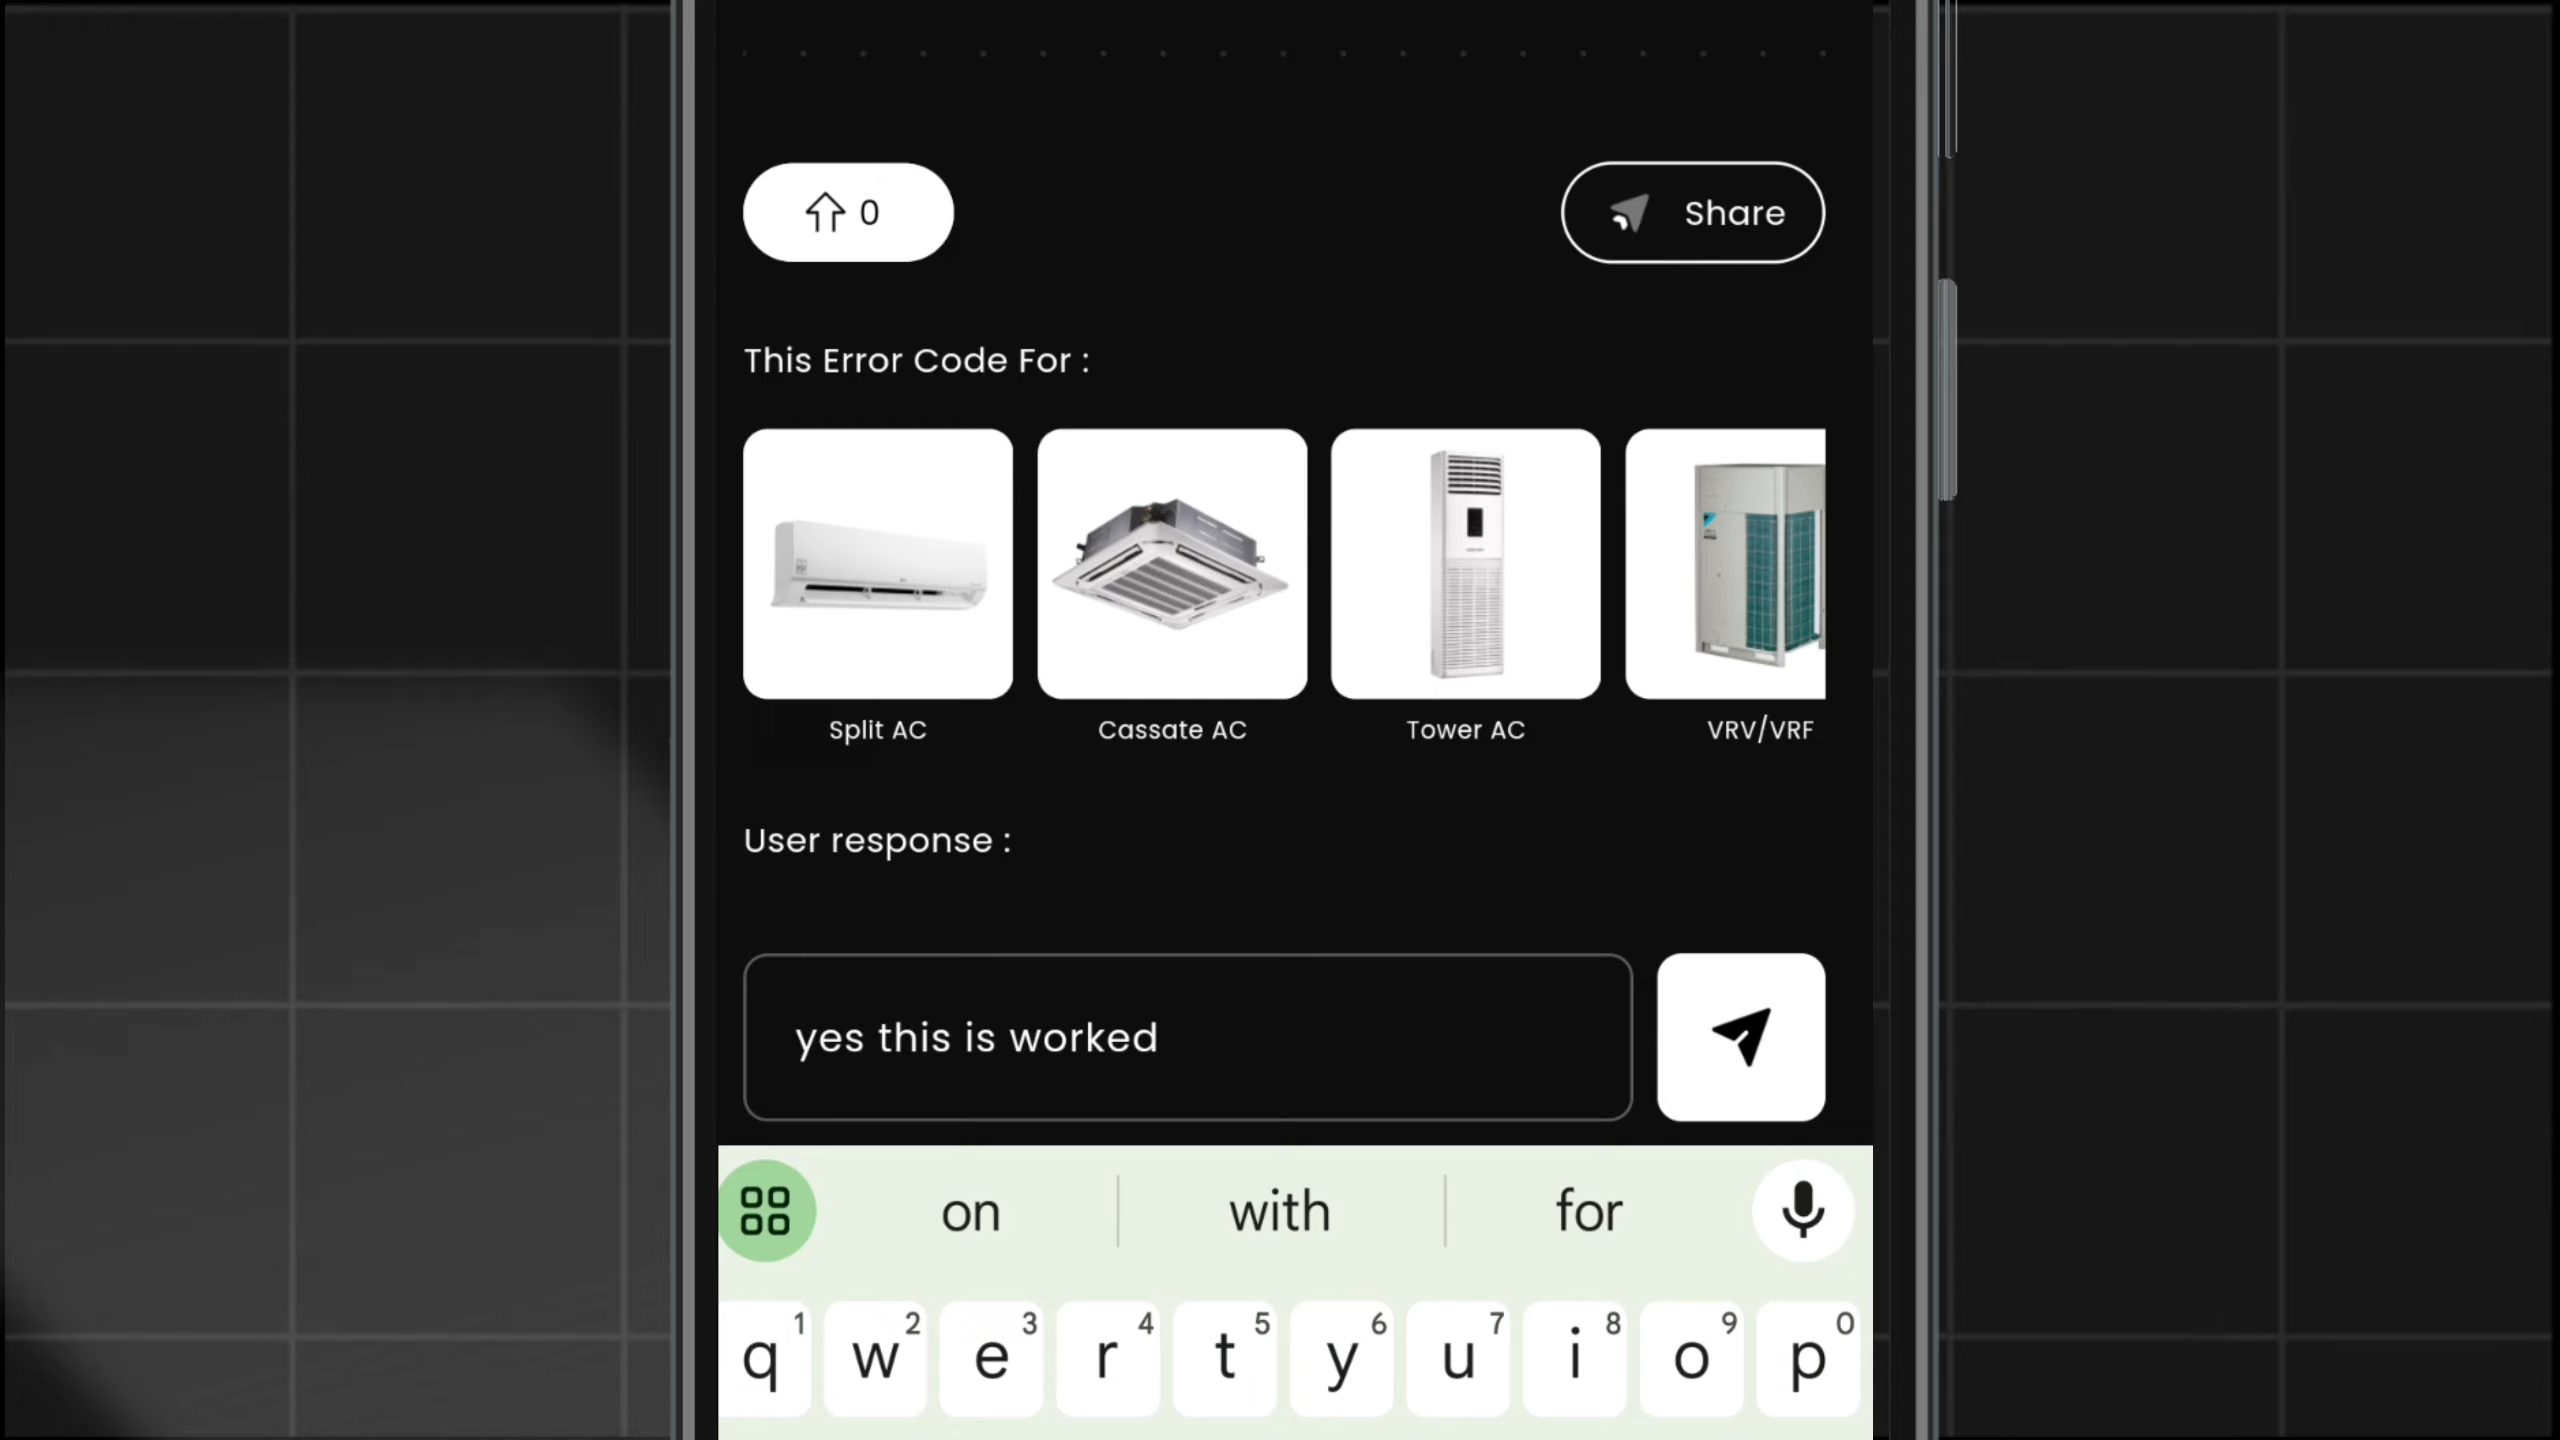 0
Share
This Error Code For :
Split AC
Cassate AC
Tower AC
VRV/VRF
User response :
yes this is worked
on with for
1 2 3 4 5 6 7 8 9 0
q w e r t y u i o p